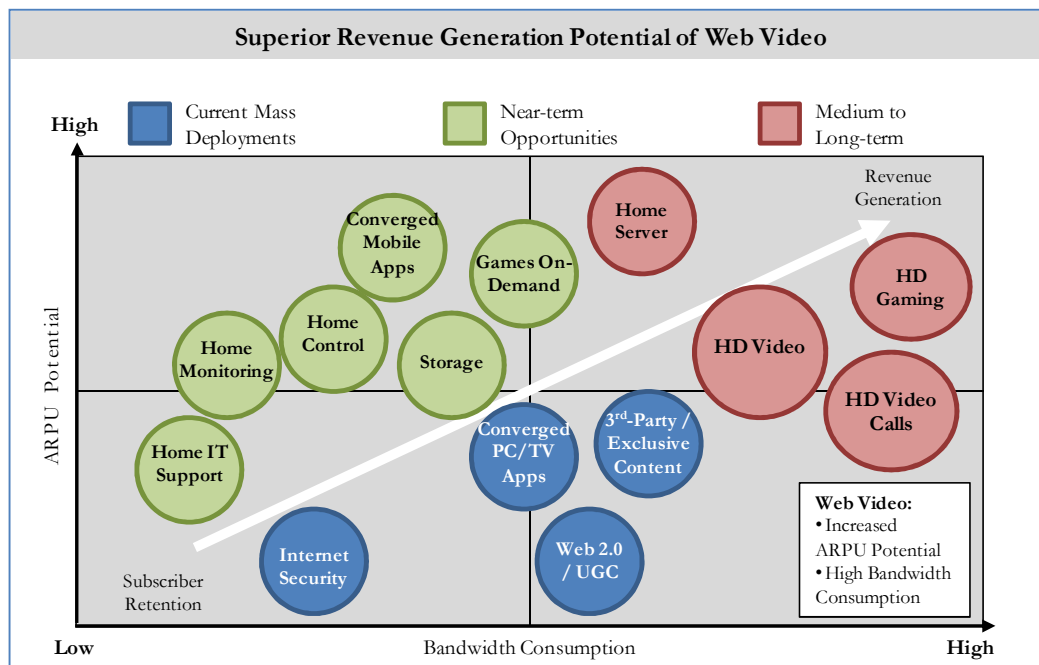 Superior Revenue Generation Potential of Web Video
Current Mass
Deployments
Near-term
Opportunities
Medium to
Long-term
High
ARPU Potential
Revenue
Generation
Converged
Mobile
Apps
Games On-
Demand
Home
Server
HD
Gaming
Home
Control
Home
Monitoring
Storage
HD Video
HD Video
Calls
Home IT
Support
Converged
PC/TV
Apps
3rd-Party /
Exclusive
Content
Internet
Security
Web 2.0
/ UGC
Subscriber
Retention
Web Video:
• Increased
ARPU Potential
• High Bandwidth
Consumption
Low
Bandwidth Consumption
High